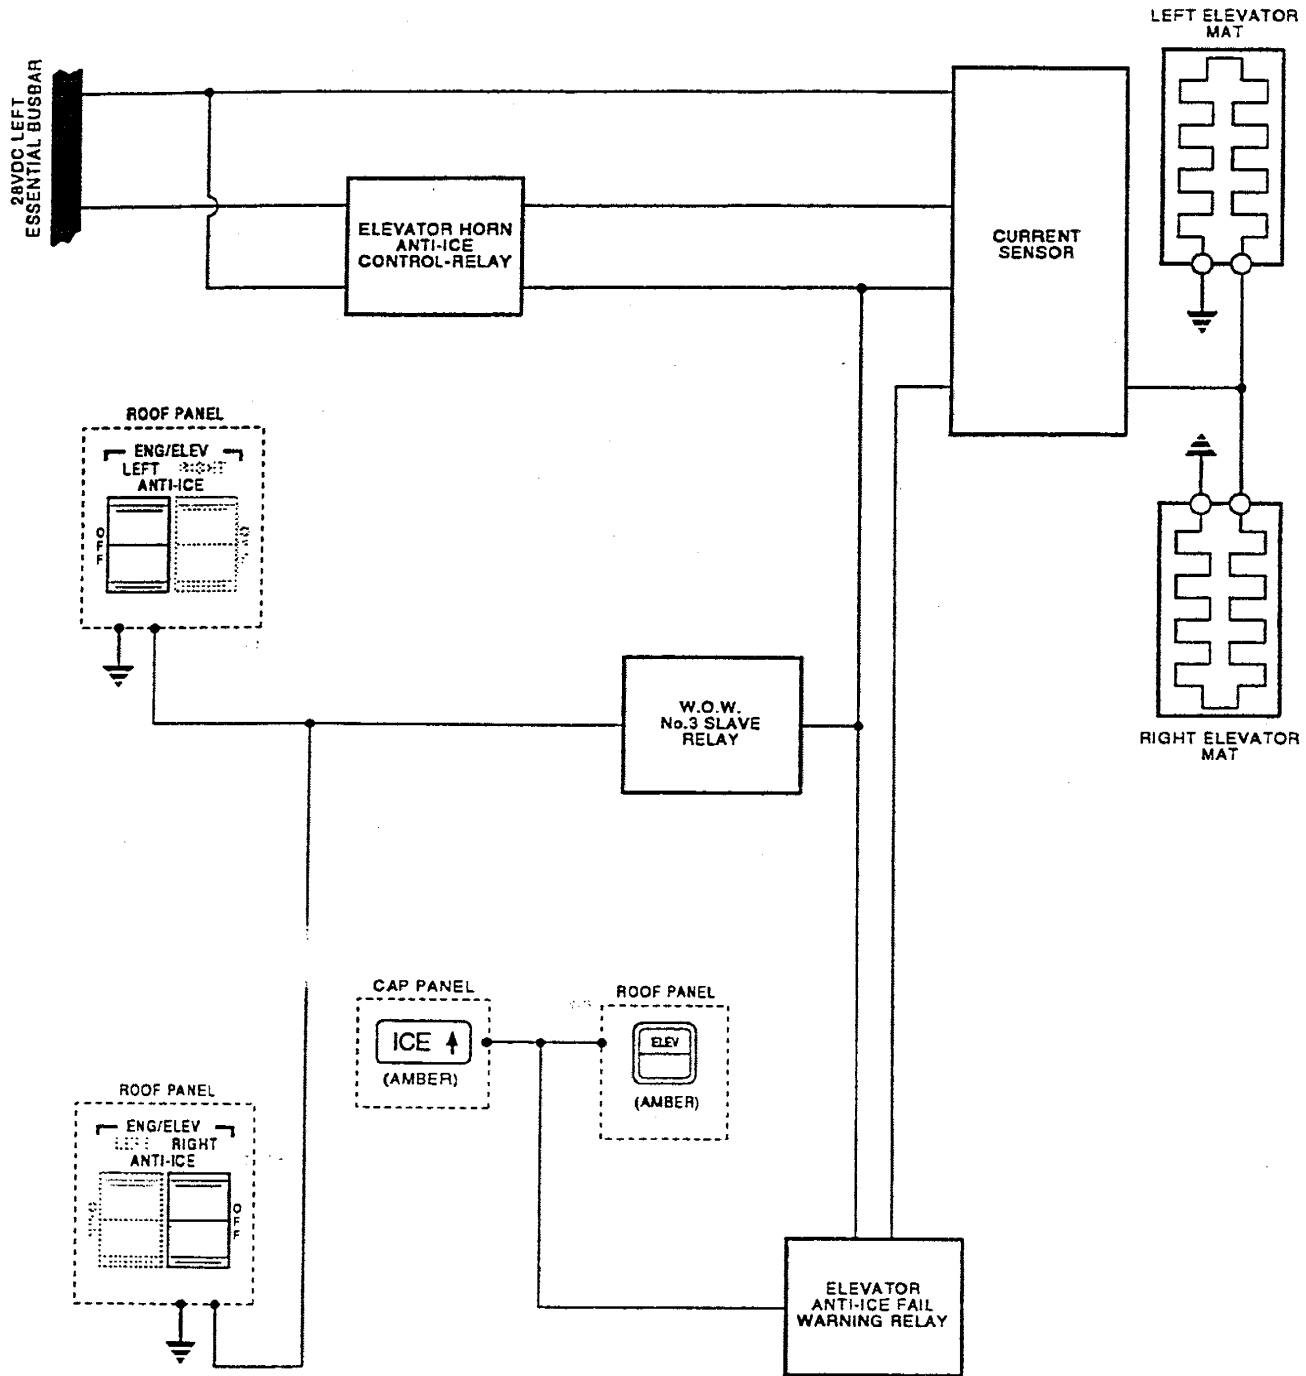 LEFT ELEVATOR
MAT
28VDC LEFT
ESSENTIAL BUSBAR
ELEVATOR HORN
ANTI-ICE
CONTROL-RELAY
CURRENT
SENSOR
ROOF PANEL
ENG/ELEV
LEFT RIGHT
ANTI-ICE
OFF
W.O.W.
No.3 SLAVE
RELAY
RIGHT ELEVATOR
MAT
CAP PANEL
ICE
(AMBER)
ROOF PANEL
ELEV
(AMBER)
ROOF PANEL
ENG/ELEV
LEFT RIGHT
ANTI-ICE
OFF
ELEVATOR
ANTI-ICE FAIL
WARNING RELAY